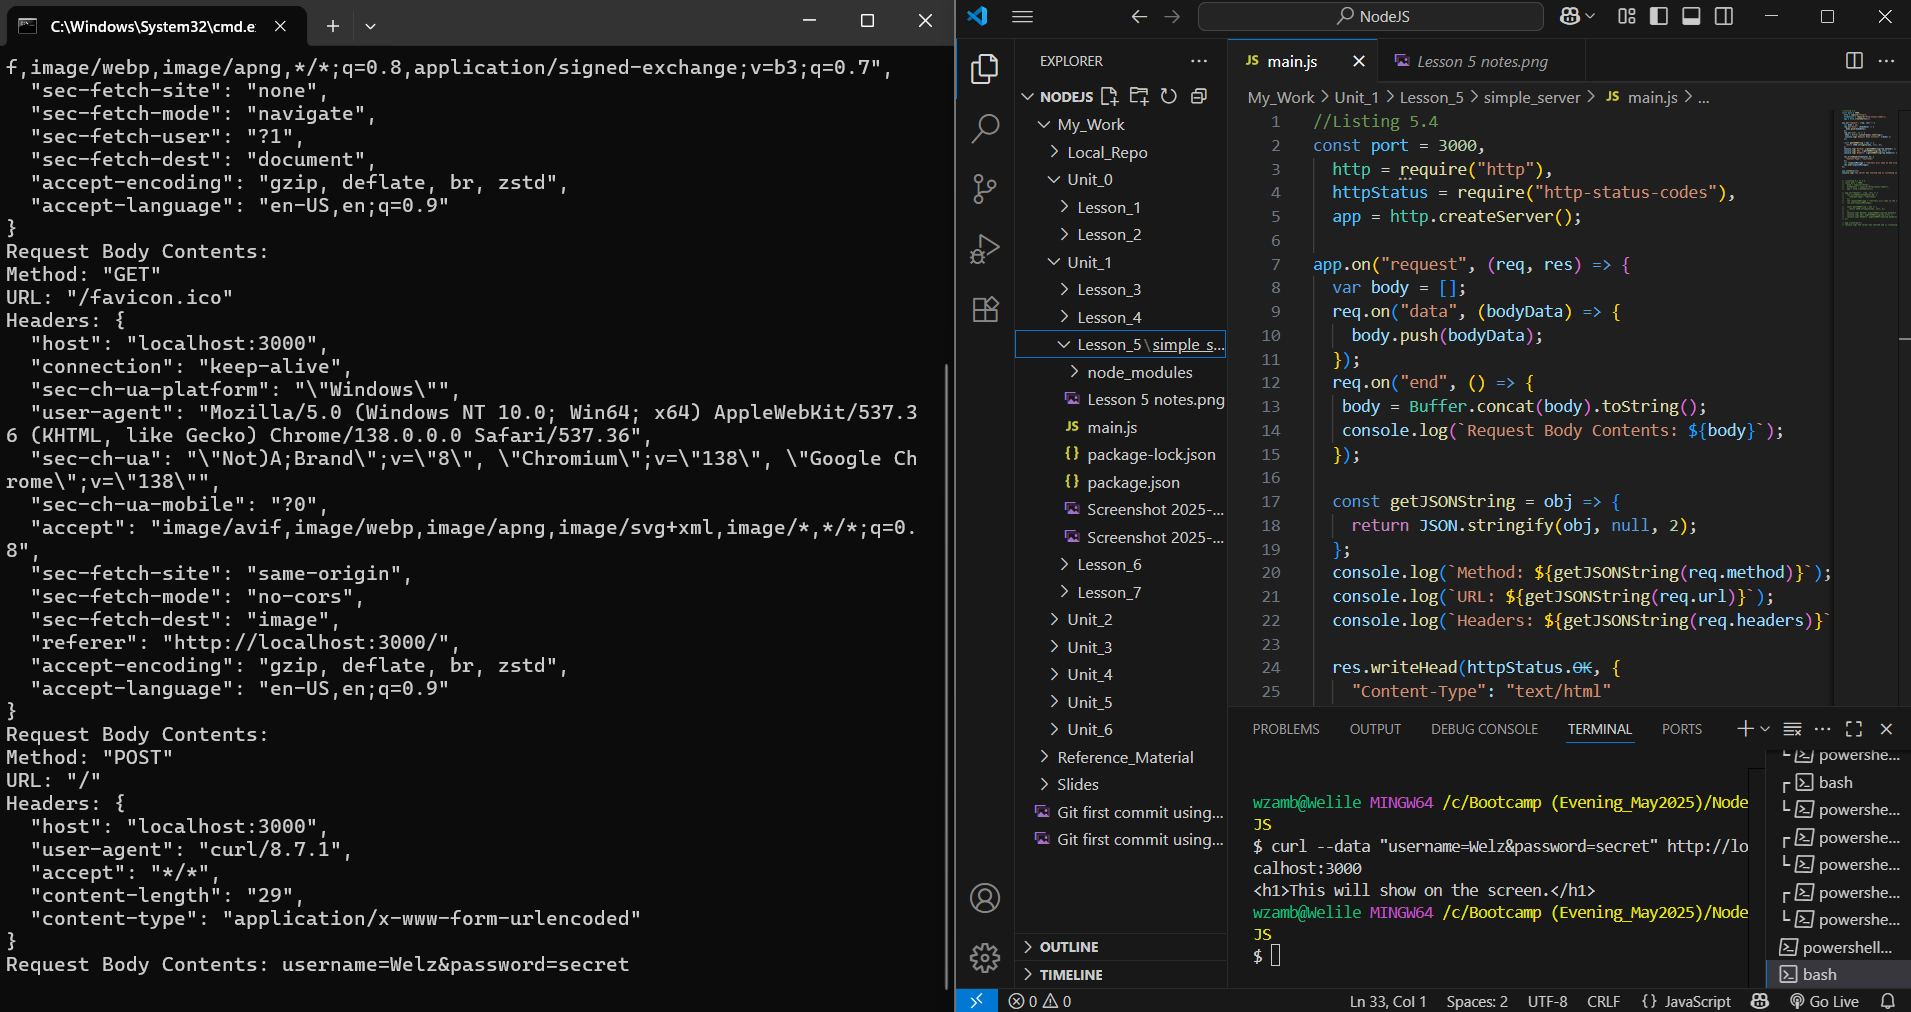 C:\Windows\System32\cmd.e
f,image/webp,image/apng,*/*;q=0.8,application/signed-exchange;v=b3;q=0.7",
"sec-fetch-site": "none",
"sec-fetch-mode": "navigate",
"sec-fetch-user": "?1",
"sec-fetch-dest": "document",
"accept-encoding": "gzip, deflate, br, zstd",
"accept-language": "en-US,en;q=0.9"
}
Request Body Contents:
Method: "GET"
URL: "/favicon.ico"
Headers: {
"host": "localhost:3000",
"connection": "keep-alive",
"sec-ch-ua-platform": "\"Windows\"",
"user-agent": "Mozilla/5.0 (Windows NT 10.0; Win64; x64) AppleWebKit/537.3
6 (KHTML, like Gecko) Chrome/138.0.0.0 Safari/537.36",
"sec-ch-ua": "\"Not)A;Brand\";v=\"8\", \"Chromium\";v=\"138\", \"Google Ch
rome\";v=\"138\"",
"sec-ch-ua-mobile": "?0",
"accept": "image/avif,image/webp,image/apng,image/svg+xml,image/*,*/*;q=0.
8",
"sec-fetch-site": "same-origin",
"sec-fetch-mode": "no-cors",
"sec-fetch-dest": "image",
"referer": "http://localhost:3000/",
"accept-encoding": "gzip, deflate, br, zstd",
"accept-language": "en-US,en;q=0.9"
}
Request Body Contents:
Method: "POST"
URL: "/"
Headers: {
"host": "localhost:3000",
"user-agent": "curl/8.7.1",
"accept": "*/*",
"content-length": "29",
"content-type": "application/x-www-form-urlencoded"
}
Request Body Contents: username=Welz&password=secret
NodeJS
EXPLORER
NODEJS
My_Work
Local_Repo
Unit_0
Lesson_1
Lesson_2
Unit_1
Lesson_3
Lesson_4
Lesson_5\simple_s...
node_modules
Lesson 5 notes.png
JS main.js
{} package-lock.json
{} package.json
Screenshot 2025-...
Screenshot 2025-...
Lesson_6
Lesson_7
Unit_2
Unit_3
Unit_4
Unit_5
Unit_6
Reference_Material
Slides
Git first commit using...
Git first commit using...
OUTLINE
TIMELINE
JS main.js
Lesson 5 notes.png
My_Work > Unit_1 > Lesson_5 > simple_server > JS main.js > ...
1 //Listing 5.4
2 const port = 3000,
3 http = require("http"),
4 httpStatus = require("http-status-codes"),
5 app = http.createServer();
6
7 app.on("request", (req, res) => {
8 var body = [];
9 req.on("data", (bodyData) => {
10 body.push(bodyData);
11 });
12 req.on("end", () => {
13 body = Buffer.concat(body).toString();
14 console.log(`Request Body Contents: ${body}`);
15 });
16
17 const getJSONString = obj => {
18 return JSON.stringify(obj, null, 2);
19 };
20 console.log(`Method: ${getJSONString(req.method)}`);
21 console.log(`URL: ${getJSONString(req.url)}`);
22 console.log(`Headers: ${getJSONString(req.headers)}`
23
24 res.writeHead(httpStatus.OK, {
25 "Content-Type": "text/html"
PROBLEMS OUTPUT DEBUG CONSOLE TERMINAL PORTS
wzamb@Welile MINGW64 /c/Bootcamp (Evening_May2025)/Node
JS
$ curl --data "username=Welz&password=secret" http://lo
calhost:3000
<h1>This will show on the screen.</h1>
wzamb@Welile MINGW64 /c/Bootcamp (Evening_May2025)/Node
JS
$
powershe...
bash
powershe...
powershe...
powershe...
powershe...
powershe...
powershell...
bash
0 0
Ln 33, Col 1 Spaces: 2 UTF-8 CRLF {} JavaScript Go Live